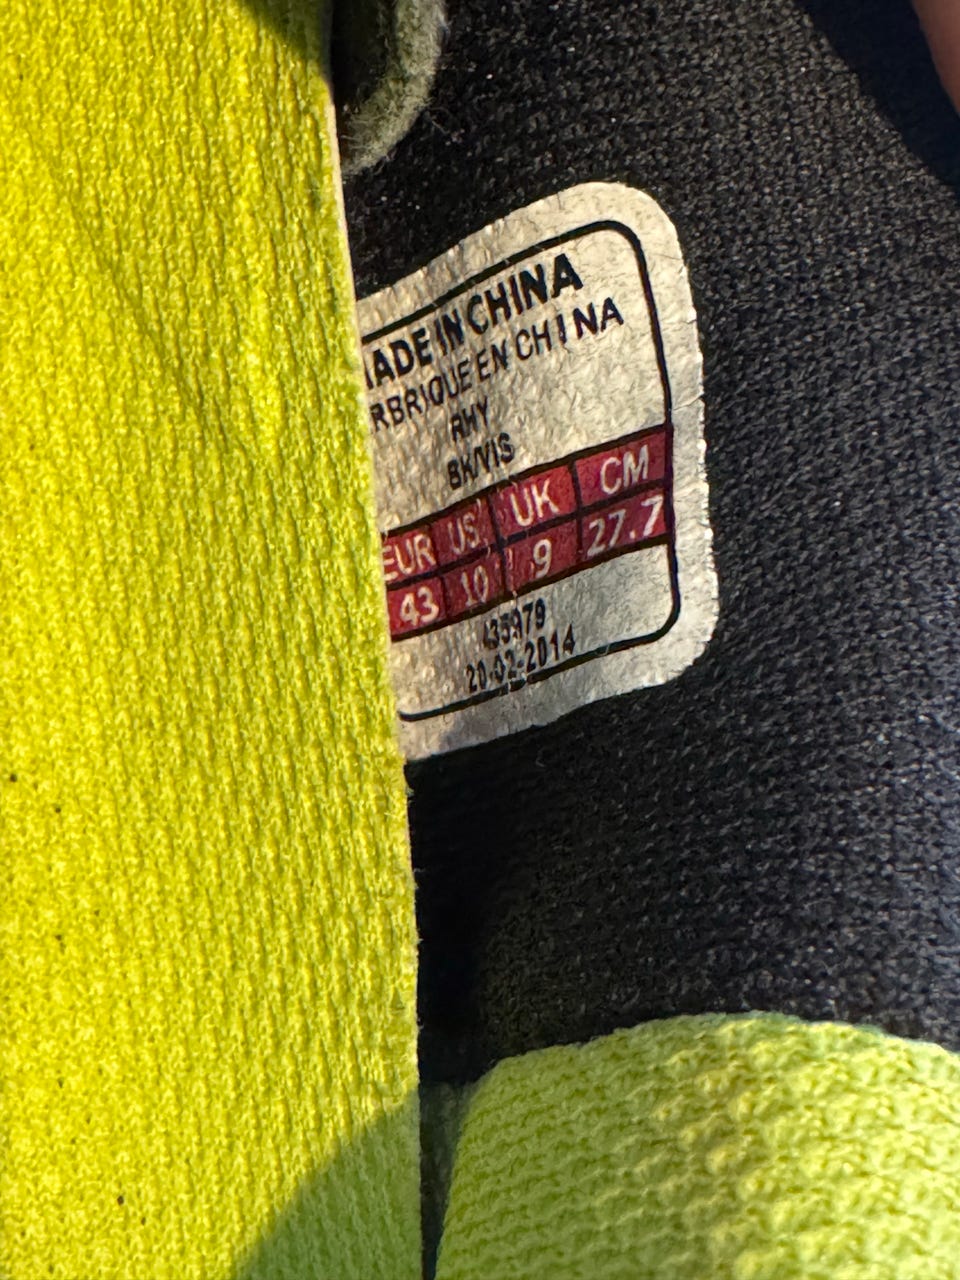 MADE IN CHINA
FARBRIQUE EN CHINA
RHY
BK/VIS
EUR US UK CM
43 10 9 27.7
435979
20-02-2014